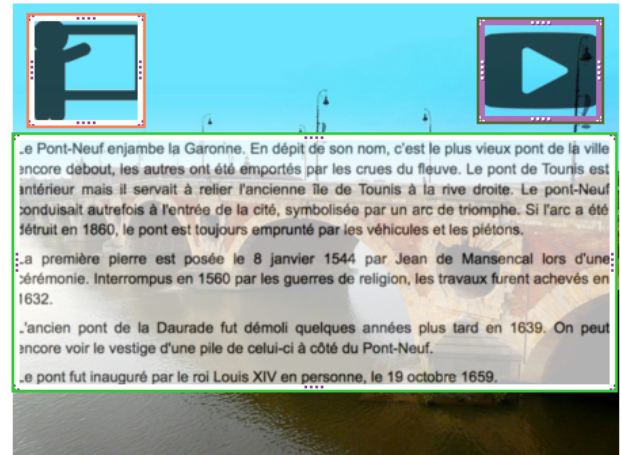 Le Pont-Neuf enjambe la Garonne. En dépit de son nom, c'est le plus vieux pont de la ville
encore debout, les autres ont été emportés par les crues du fleuve. Le pont de Tounis est
antérieur mais il servait à relier l'ancienne île de Tounis à la rive droite. Le pont-Neuf
conduisait autrefois à l'entrée de la cité, symbolisée par un arc de triomphe. Si l'arc a été
détruit en 1860, le pont est toujours emprunté par les véhicules et les piétons.
La première pierre est posée le 8 janvier 1544 par Jean de Mansencal lors d'une
cérémonie. Interrompus en 1560 par les guerres de religion, les travaux furent achevés en
1632.
L'ancien pont de la Daurade fut démoli quelques années plus tard en 1639. On peut
encore voir le vestige d'une pile de celui-ci à côté du Pont-Neuf.
Le pont fut inauguré par le roi Louis XIV en personne, le 19 octobre 1659.